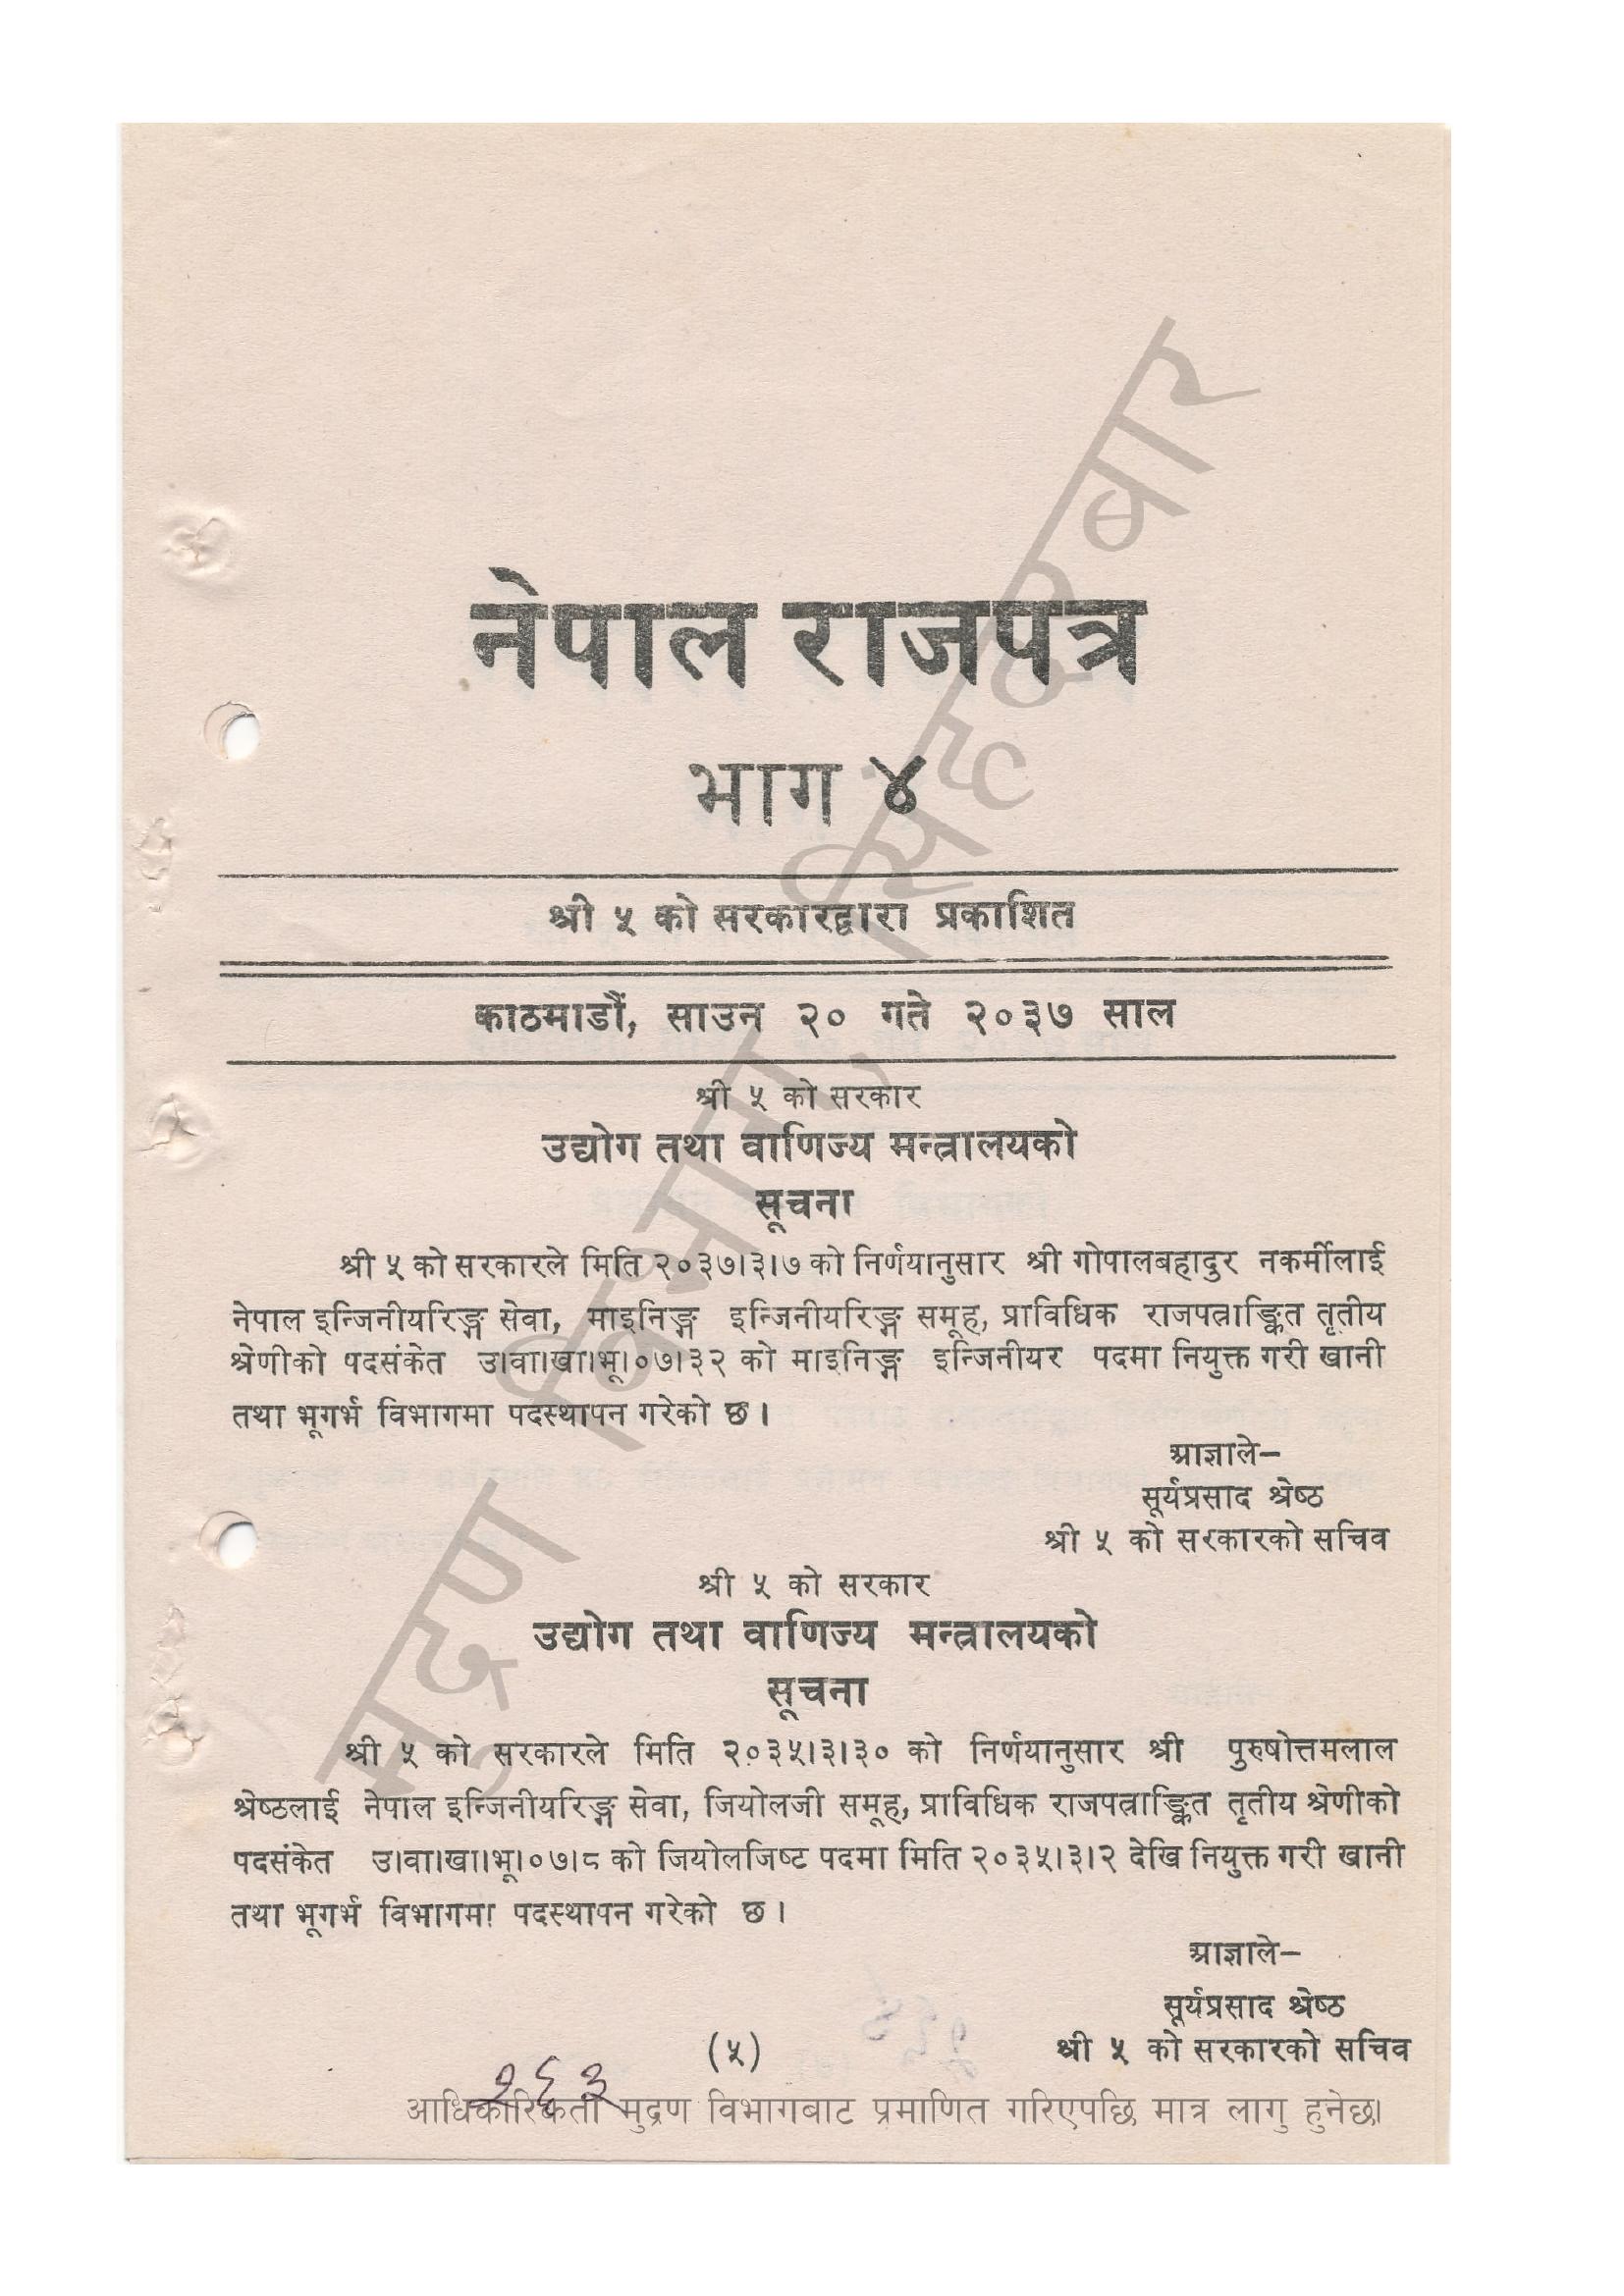 नेपाल राजपत्र
भाग ४
श्री ५ को सरकारद्वारा प्रकाशित
काठमाडौं, साउन २० गते २०३७ साल
श्री ५ को सरकार
उद्योग तथा वाणिज्य मन्त्रालयको
सूचना
श्री ५ को सरकारले मिति २०३७।३।७ को निर्णयानुसार श्री गोपालबहादुर नकर्मीलाई
नेपाल इन्जिनीयरिङ्ग सेवा, माइनिङ्ग इन्जिनीयरिङ्ग समूह, प्राविधिक राजपत्राङ्कित तृतीय
श्रेणीको पदसंकेत उ।वा।खा।भू।०७।३२ को माइनिङ्ग इन्जिनीयर पदमा नियुक्त गरी खानी
तथा भूगर्भ विभागमा पदस्थापन गरेको छ ।
आज्ञाले–
सूर्यप्रसाद श्रेष्ठ
श्री ५ को सरकारको सचिव
श्री ५ को सरकार
उद्योग तथा वाणिज्य मन्त्रालयको
सूचना
श्री ५ को सरकारले मिति २०३५।३।३० को निर्णयानुसार श्री पुरुषोत्तमलाल
श्रेष्ठलाई नेपाल इन्जिनीयरिङ्ग सेवा, जियोलजी समूह, प्राविधिक राजपत्राङ्कित तृतीय श्रेणीको
पदसंकेत उ।वा।खा।भू।०७।८ को जियोलजिष्ट पदमा मिति २०३५।३।२ देखि नियुक्त गरी खानी
तथा भूगर्भ विभागमा पदस्थापन गरेको छ ।
आज्ञाले–
सूर्यप्रसाद श्रेष्ठ
श्री ५ को सरकारको सचिव
(५)
२६३
आधिकारिकता मुद्रण विभागबाट प्रमाणित गरिएपछि मात्र लागु हुनेछ।
मुद्रण विभाग, सिंहदरबार